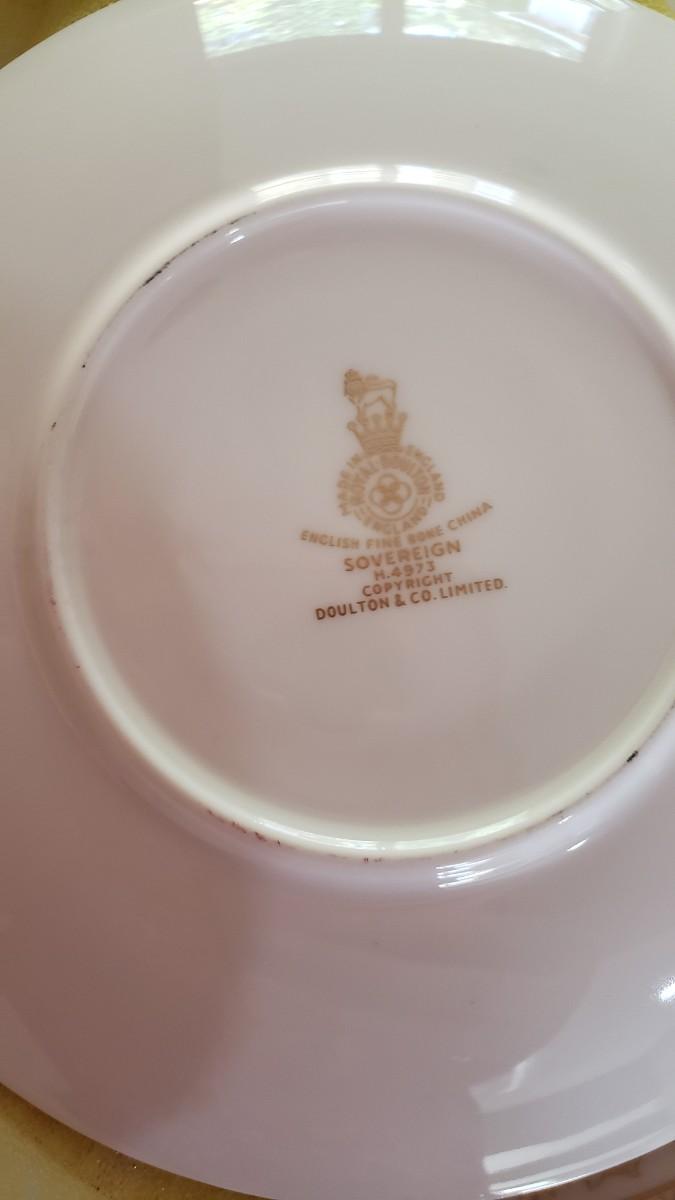 MADE IN ENGLAND
ROYAL DOULTON
ENGLAND
ENGLISH FINE BONE CHINA
SOVEREIGN
H.4973
COPYRIGHT
DOULTON & CO. LIMITED.